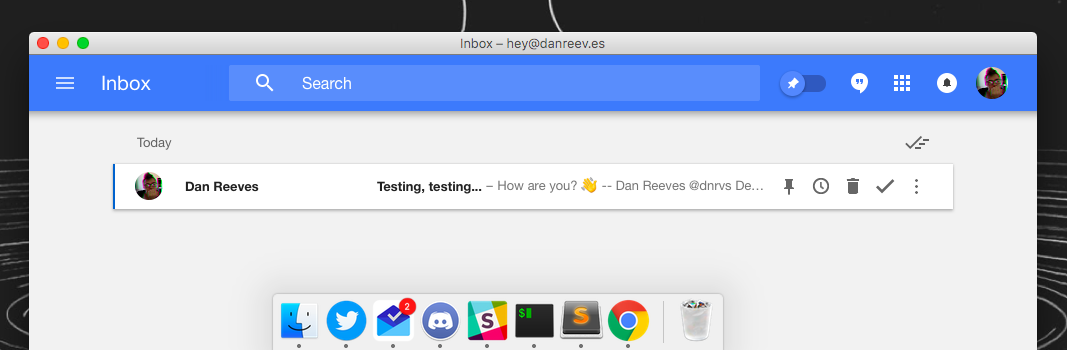 Inbox – hey@danreev.es
Inbox
Search
Today
Dan Reeves Testing, testing... – How are you? 👋 -- Dan Reeves @dnrvs De…
2
$
S